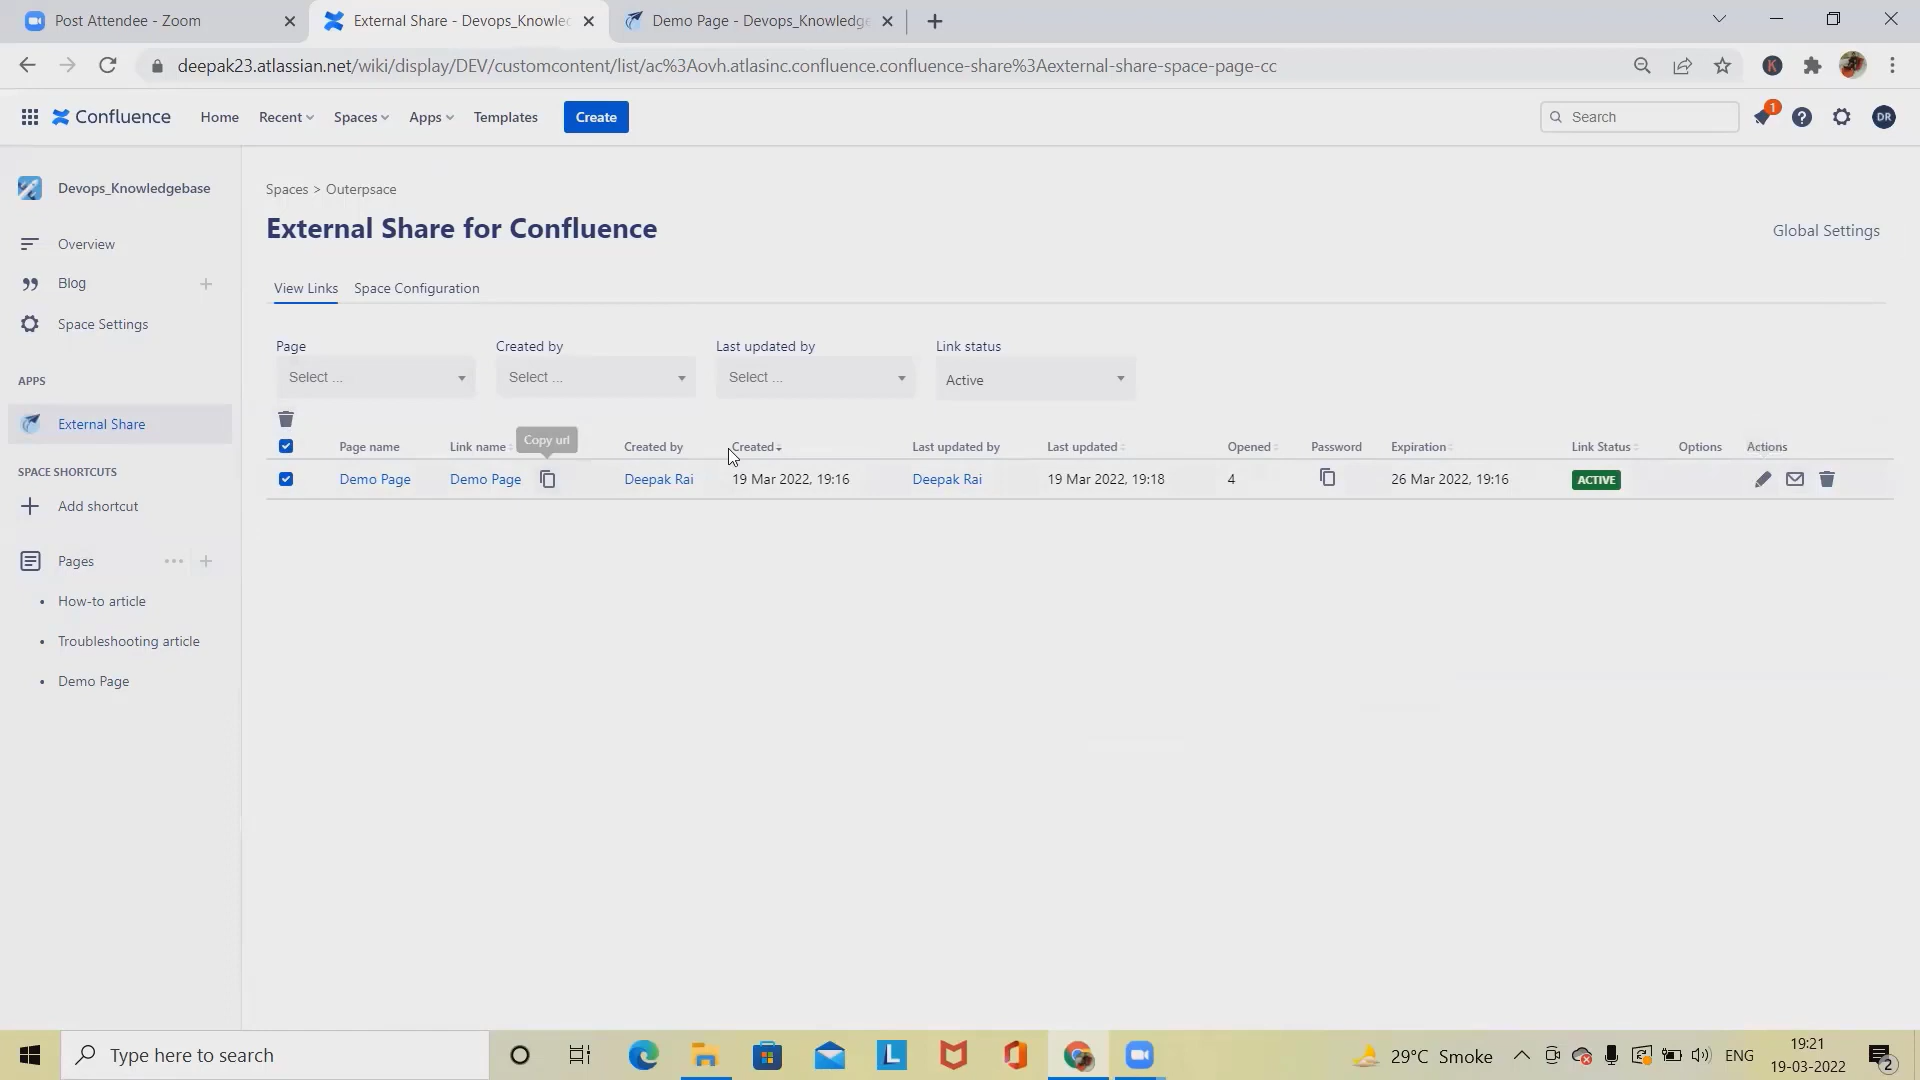 Post Attendee - Zoom
External Share - Devops_Knowled
Demo Page - Devops_Knowledge
deepak23.atlassian.net/wiki/display/DEV/customcontent/list/ac%3Aovh.atlasinc.confluence.confluence-share%3Aexternal-share-space-page-cc
K
Confluence
Home
Recent
Spaces
Apps
Templates
Create
Search
1
DR
Devops_Knowledgebase
Overview
Blog
Space Settings
APPS
External Share
SPACE SHORTCUTS
Add shortcut
Pages
How-to article
Troubleshooting article
Demo Page
Spaces > Outerpsace
External Share for Confluence
Global Settings
View Links
Space Configuration
Page
Created by
Last updated by
Link status
Select ...
Select ...
Select ...
Active
Copy url
Page name
Link name
Created by
Created
Last updated by
Last updated
Opened
Password
Expiration
Link Status
Options
Actions
Demo Page
Demo Page
Deepak Rai
19 Mar 2022, 19:16
Deepak Rai
19 Mar 2022, 19:18
4
26 Mar 2022, 19:16
ACTIVE
Type here to search
L
29°C Smoke
ENG
19:21
19-03-2022
2